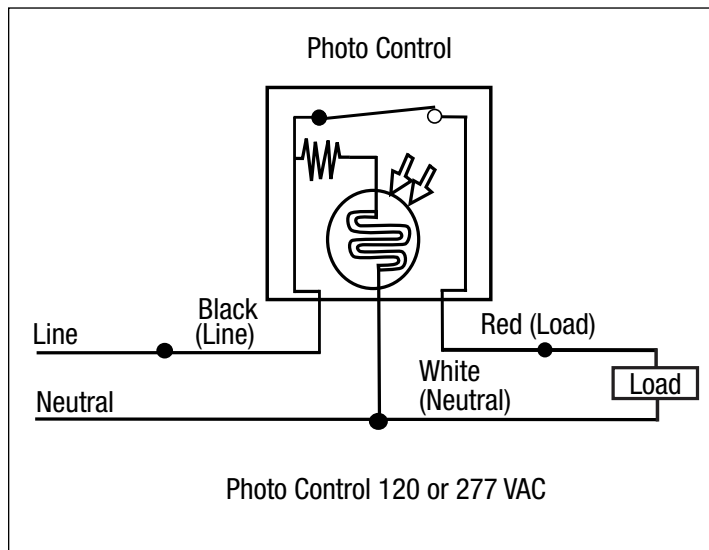 Photo Control
Black
(Line)
Line
Red (Load)
White
(Neutral)
Load
Neutral
Photo Control 120 or 277 VAC